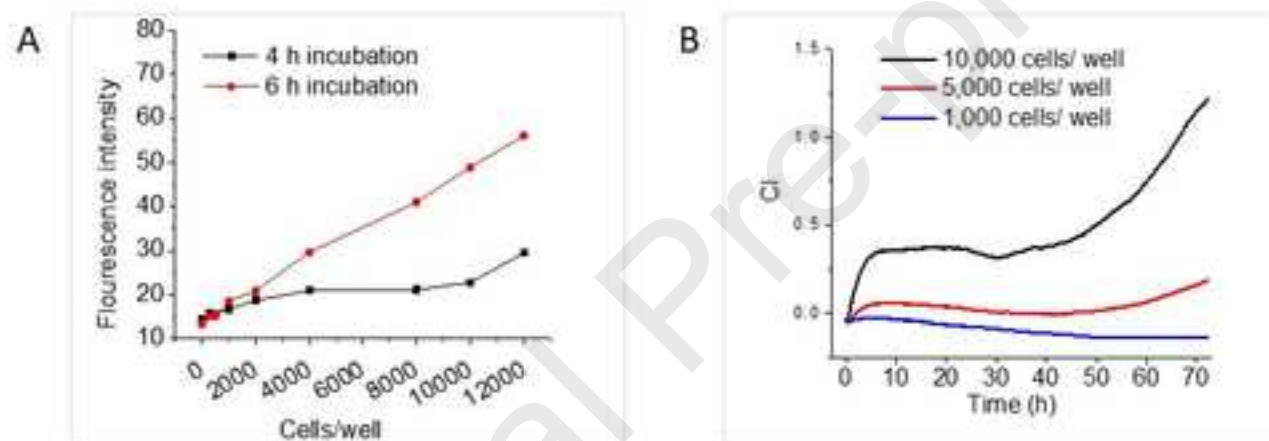 A
80
70
60
50
40
30
20
10
4 h incubation
6 h incubation
Flourescence intensity
0 2000 4000 6000 8000 10000 12000
Cells/well
B
1.5
1.0
0.5
0.0
10,000 cells/ well
5,000 cells/ well
1,000 cells/ well
CI
0 10 20 30 40 50 60 70
Time (h)
al Pre-p